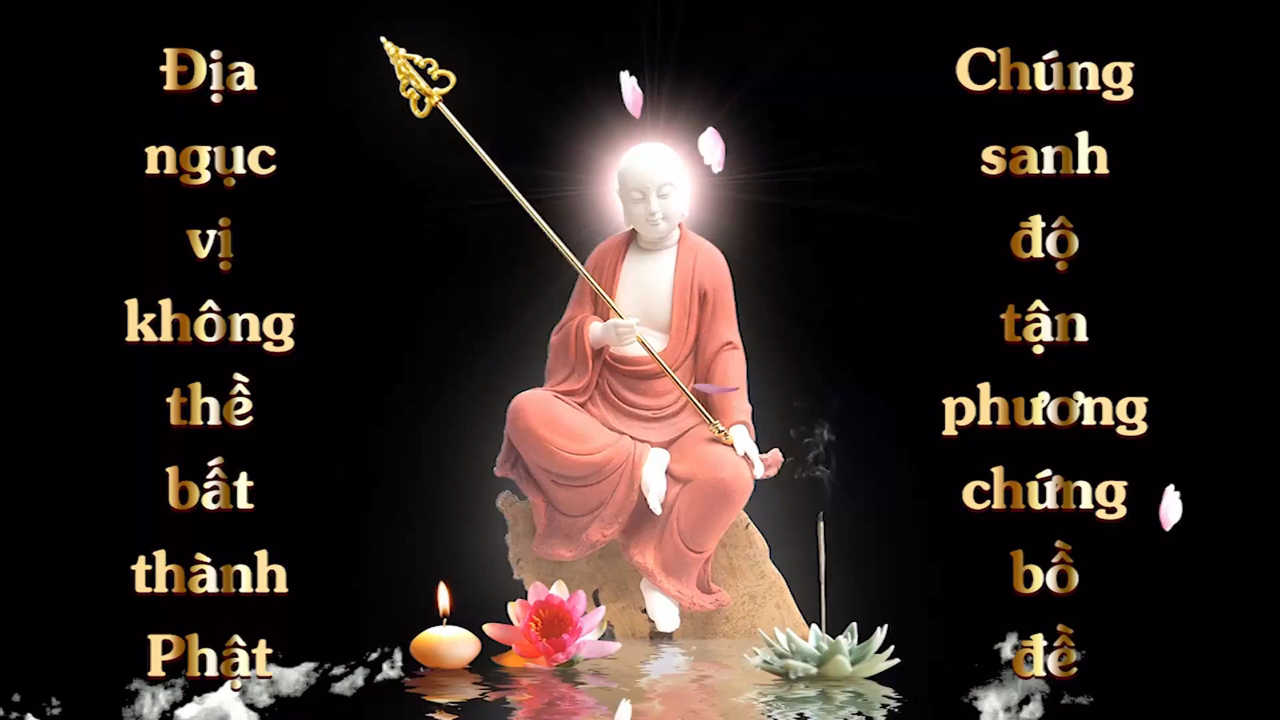 Địa
ngục
vị
không
thề
bất
thành
Phật
Chúng
sanh
độ
tận
phương
chứng
bồ
đề